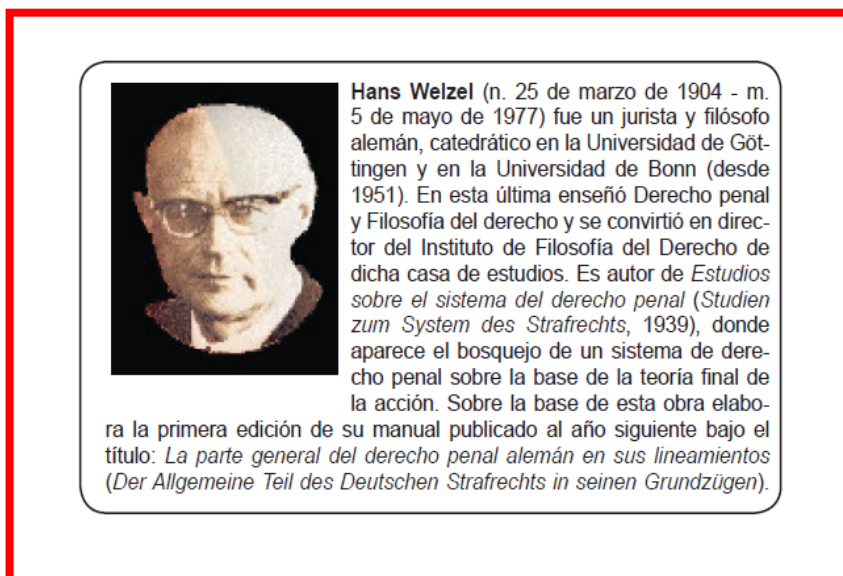 Hans Welzel (n. 25 de marzo de 1904 - m.
5 de mayo de 1977) fue un jurista y filósofo
alemán, catedrático en la Universidad de Göt-
tingen y en la Universidad de Bonn (desde
1951). En esta última enseñó Derecho penal
y Filosofía del derecho y se convirtió en direc-
tor del Instituto de Filosofía del Derecho de
dicha casa de estudios. Es autor de Estudios
sobre el sistema del derecho penal (Studien
zum System des Strafrechts, 1939), donde
aparece el bosquejo de un sistema de dere-
cho penal sobre la base de la teoría final de
la acción. Sobre la base de esta obra elabo-
ra la primera edición de su manual publicado al año siguiente bajo el
título: La parte general del derecho penal alemán en sus lineamientos
(Der Allgemeine Teil des Deutschen Strafrechts in seinen Grundzügen).